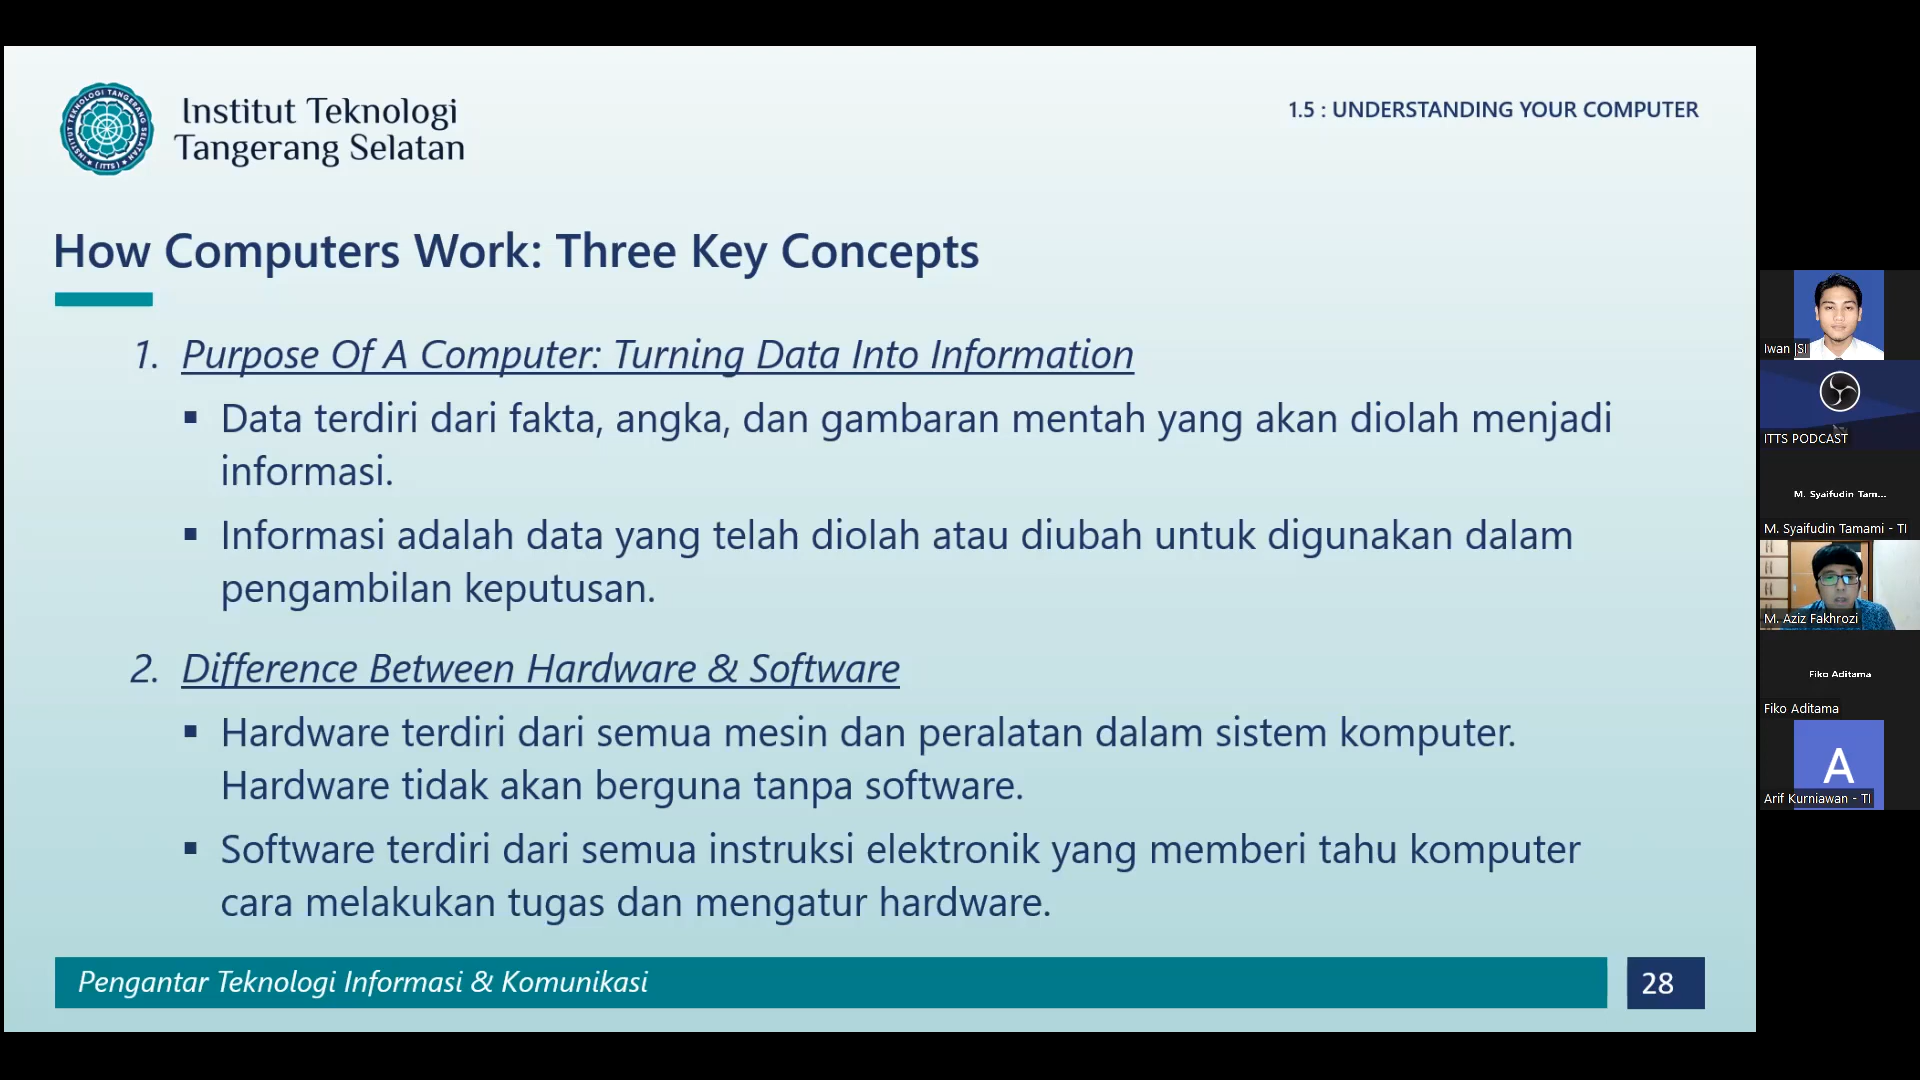 Institut Teknologi
Tangerang Selatan
1.5 : UNDERSTANDING YOUR COMPUTER
How Computers Work: Three Key Concepts
1. Purpose Of A Computer: Turning Data Into Information
▪ Data terdiri dari fakta, angka, dan gambaran mentah yang akan diolah menjadi
informasi.
▪ Informasi adalah data yang telah diolah atau diubah untuk digunakan dalam
pengambilan keputusan.
2. Difference Between Hardware & Software
▪ Hardware terdiri dari semua mesin dan peralatan dalam sistem komputer.
Hardware tidak akan berguna tanpa software.
▪ Software terdiri dari semua instruksi elektronik yang memberi tahu komputer
cara melakukan tugas dan mengatur hardware.
Pengantar Teknologi Informasi & Komunikasi
28
Iwan |SI
ITTS PODCAST
M. Syaifudin Tam...
M. Syaifudin Tamami - TI
M. Aziz Fakhrozi
Fiko Aditama
Fiko Aditama
A
Arif Kurniawan - TI